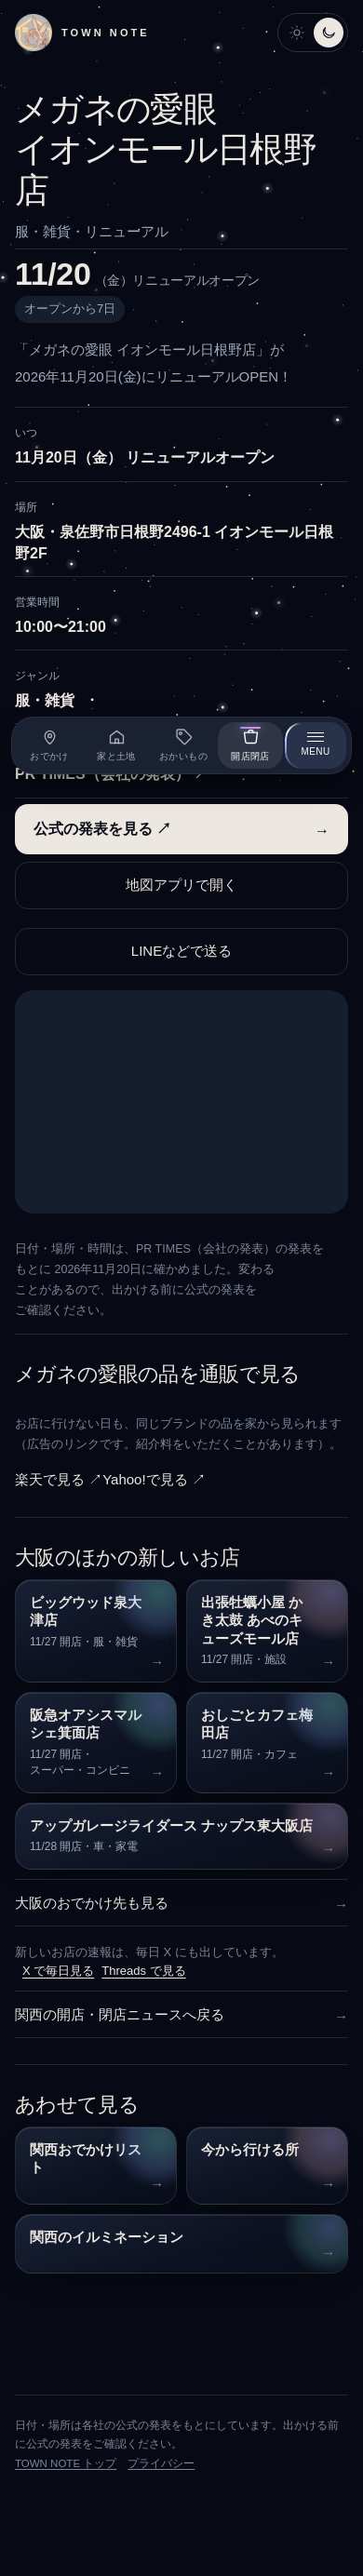 TOWN NOTE
メガネの愛眼
イオンモール日根野
店
服・雑貨・リニューアル
11/20 （金）リニューアルオープン
オープンから7日
「メガネの愛眼 イオンモール日根野店」が
2026年11月20日(金)にリニューアルOPEN！
いつ
11月20日（金） リニューアルオープン
場所
大阪・泉佐野市日根野2496-1 イオンモール日根
野2F
営業時間
10:00〜21:00
ジャンル
服・雑貨 ・
おでかけ 家と土地 おかいもの 開店閉店 MENU
PR TIMES（会社の発表） ↗
公式の発表を見る ↗ →
地図アプリで開く
LINEなどで送る
日付・場所・時間は、PR TIMES（会社の発表）の発表を
もとに 2026年11月20日に確かめました。変わる
ことがあるので、出かける前に公式の発表を
ご確認ください。
メガネの愛眼の品を通販で見る
お店に行けない日も、同じブランドの品を家から見られます
（広告のリンクです。紹介料をいただくことがあります）。
楽天で見る ↗Yahoo!で見る ↗
大阪のほかの新しいお店
ビッグウッド泉大
津店
11/27 開店・服・雑貨
→
出張牡蠣小屋 か
き太鼓 あべのキ
ューズモール店
11/27 開店・施設
→
阪急オアシスマル
シェ箕面店
11/27 開店・
スーパー・コンビニ
→
おしごとカフェ梅
田店
11/27 開店・カフェ
→
アップガレージライダース ナップス東大阪店
11/28 開店・車・家電
→
大阪のおでかけ先も見る →
新しいお店の速報は、毎日 X にも出しています。
X で毎日見る Threads で見る
関西の開店・閉店ニュースへ戻る →
あわせて見る
関西おでかけリス
ト
→
今から行ける所
→
関西のイルミネーション
→
日付・場所は各社の公式の発表をもとにしています。出かける前
に公式の発表をご確認ください。
TOWN NOTE トップ プライバシー